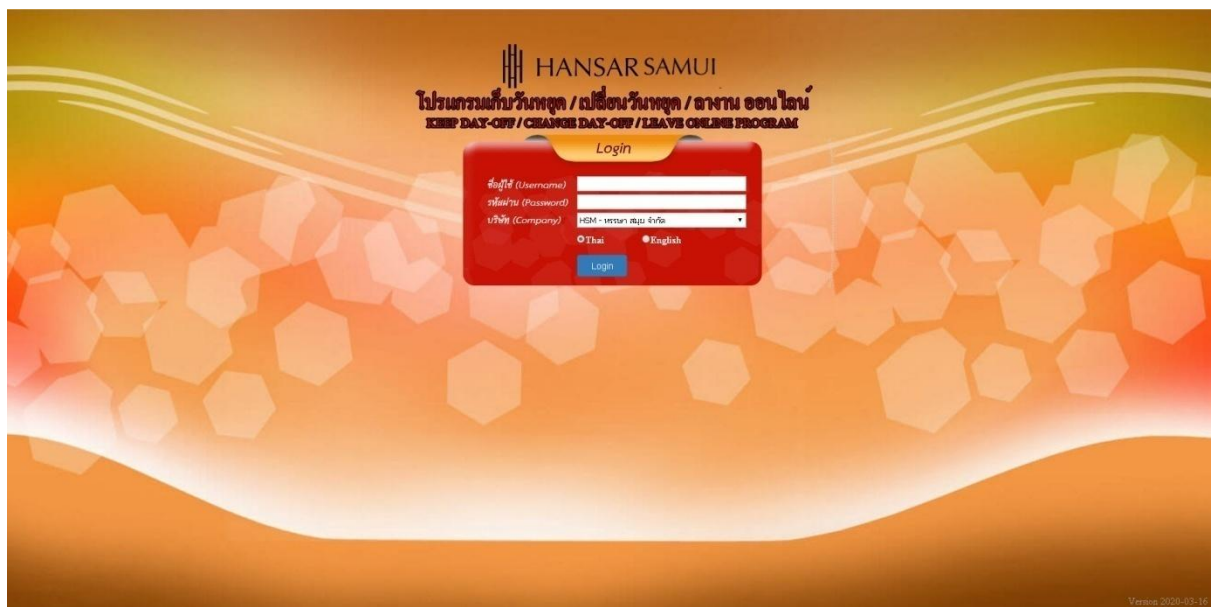 HANSAR SAMUI
โปรแกรมเก็บวันหยุด / เปลี่ยนวันหยุด / ลางาน ออนไลน์
KEEP DAY-OFF / CHANGE DAY-OFF / LEAVE ONLINE PROGRAM
Login
ชื่อผู้ใช้ (Username)
รหัสผ่าน (Password)
บริษัท (Company) HSM - หรรษา สมุย จำกัด
Thai English
Login
Version 2020-03-16